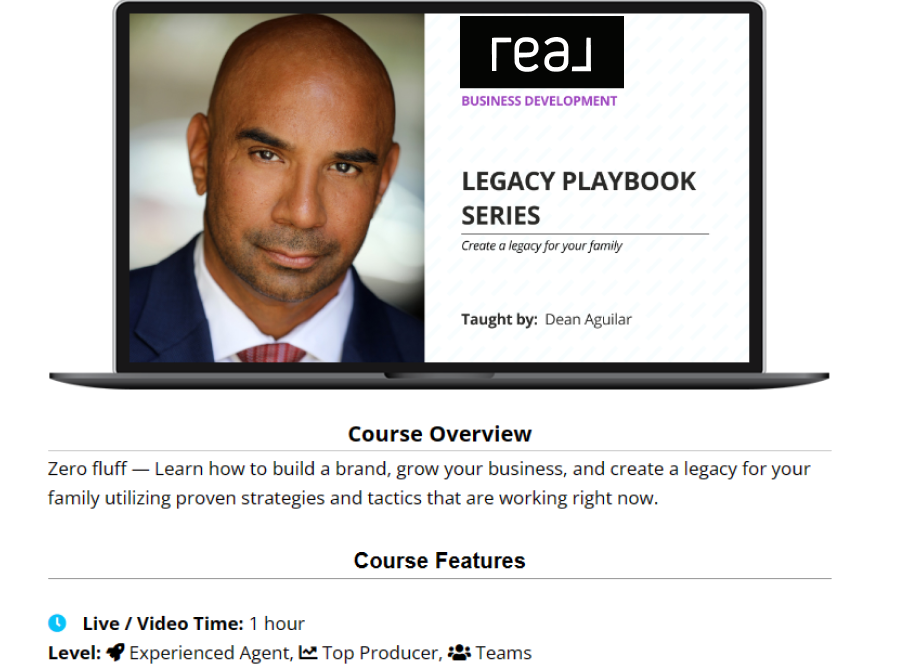 real
BUSINESS DEVELOPMENT
LEGACY PLAYBOOK
SERIES
Create a legacy for your family
Taught by: Dean Aguilar
Course Overview
Zero fluff — Learn how to build a brand, grow your business, and create a legacy for your
family utilizing proven strategies and tactics that are working right now.
Course Features
Live / Video Time: 1 hour
Level: Experienced Agent, Top Producer, Teams